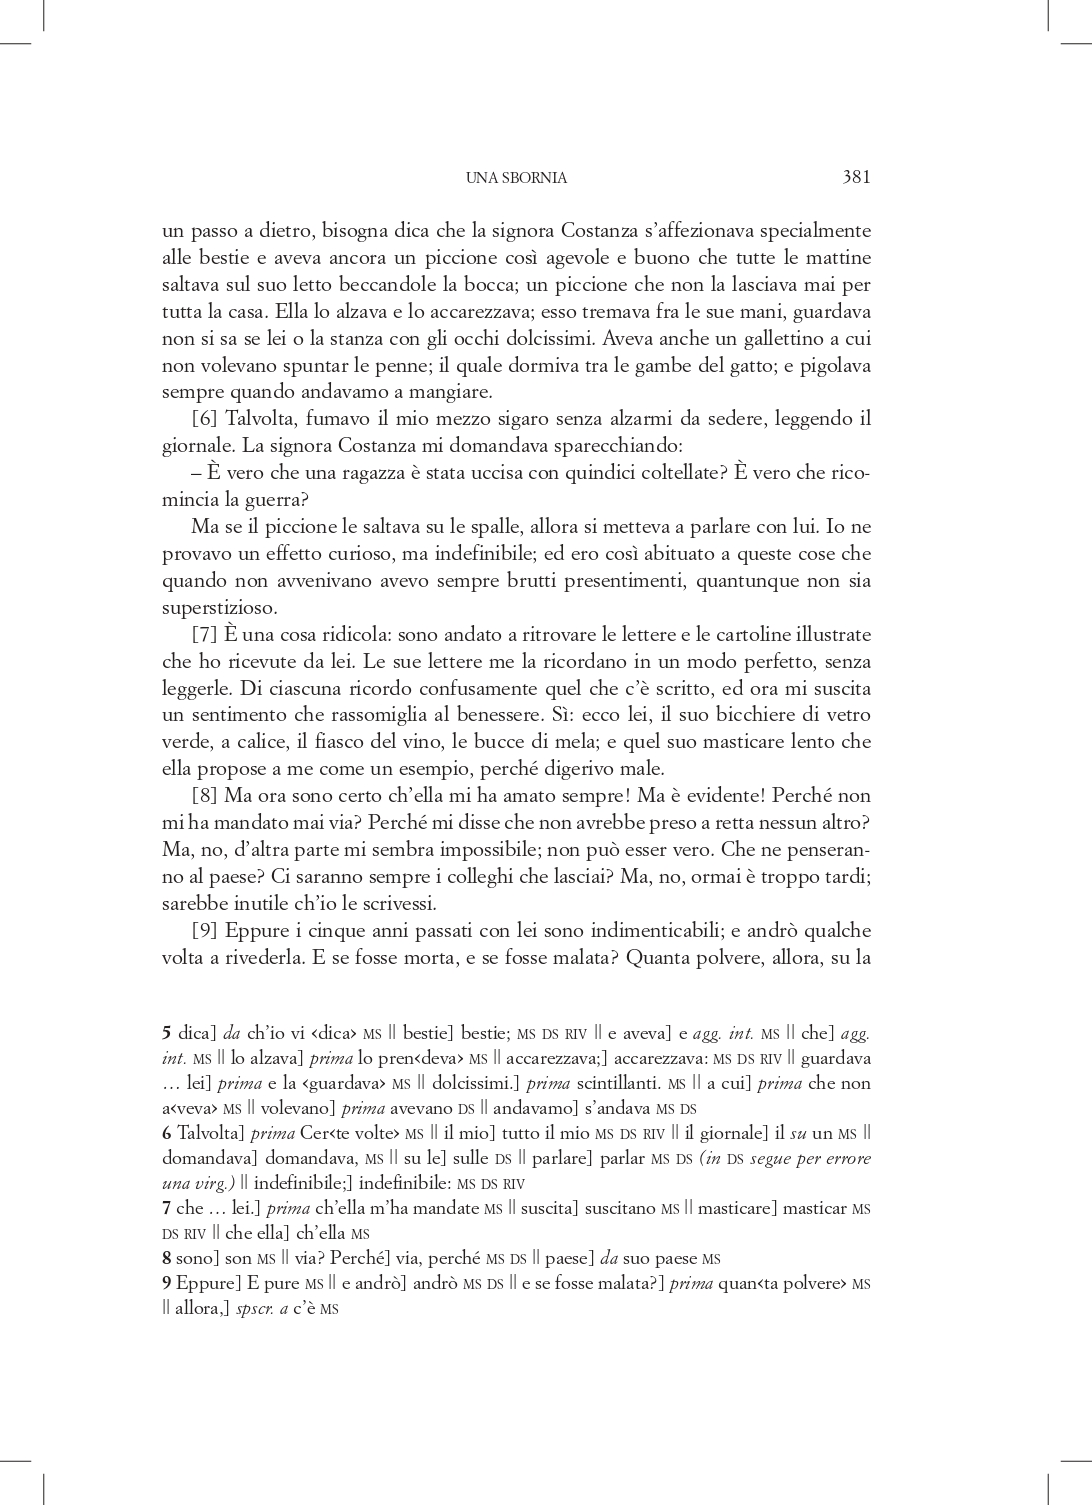 UNA SBORNIA 381
un passo a dietro, bisogna dica che la signora Costanza s’affezionava specialmente
alle bestie e aveva ancora un piccione così agevole e buono che tutte le mattine
saltava sul suo letto beccandole la bocca; un piccione che non la lasciava mai per
tutta la casa. Ella lo alzava e lo accarezzava; esso tremava fra le sue mani, guardava
non si sa se lei o la stanza con gli occhi dolcissimi. Aveva anche un gallettino a cui
non volevano spuntar le penne; il quale dormiva tra le gambe del gatto; e pigolava
sempre quando andavamo a mangiare.
[6] Talvolta, fumavo il mio mezzo sigaro senza alzarmi da sedere, leggendo il
giornale. La signora Costanza mi domandava sparecchiando:
– È vero che una ragazza è stata uccisa con quindici coltellate? È vero che rico-
mincia la guerra?
Ma se il piccione le saltava su le spalle, allora si metteva a parlare con lui. Io ne
provavo un effetto curioso, ma indefinibile; ed ero così abituato a queste cose che
quando non avvenivano avevo sempre brutti presentimenti, quantunque non sia
superstizioso.
[7] È una cosa ridicola: sono andato a ritrovare le lettere e le cartoline illustrate
che ho ricevute da lei. Le sue lettere me la ricordano in un modo perfetto, senza
leggerle. Di ciascuna ricordo confusamente quel che c’è scritto, ed ora mi suscita
un sentimento che rassomiglia al benessere. Sì: ecco lei, il suo bicchiere di vetro
verde, a calice, il fiasco del vino, le bucce di mela; e quel suo masticare lento che
ella propose a me come un esempio, perché digerivo male.
[8] Ma ora sono certo ch’ella mi ha amato sempre! Ma è evidente! Perché non
mi ha mandato mai via? Perché mi disse che non avrebbe preso a retta nessun altro?
Ma, no, d’altra parte mi sembra impossibile; non può esser vero. Che ne penseran-
no al paese? Ci saranno sempre i colleghi che lasciai? Ma, no, ormai è troppo tardi;
sarebbe inutile ch’io le scrivessi.
[9] Eppure i cinque anni passati con lei sono indimenticabili; e andrò qualche
volta a rivederla. E se fosse morta, e se fosse malata? Quanta polvere, allora, su la
5 dica] da ch’io vi ‹dica› MS || bestie] bestie; MS DS RIV || e aveva] e agg. int. MS || che] agg.
int. MS || lo alzava] prima lo pren‹deva› MS || accarezzava;] accarezzava: MS DS RIV || guardava
… lei] prima e la ‹guardava› MS || dolcissimi.] prima scintillanti. MS || a cui] prima che non
a‹veva› MS || volevano] prima avevano DS || andavamo] s’andava MS DS
6 Talvolta] prima Cer‹te volte› MS || il mio] tutto il mio MS DS RIV || il giornale] il su un MS ||
domandava] domandava, MS || su le] sulle DS || parlare] parlar MS DS (in DS segue per errore
una virg.) || indefinibile;] indefinibile: MS DS RIV
7 che … lei.] prima ch’ella m’ha mandate MS || suscita] suscitano MS || masticare] masticar MS
DS RIV || che ella] ch’ella MS
8 sono] son MS || via? Perché] via, perché MS DS || paese] da suo paese MS
9 Eppure] E pure MS || e andrò] andrò MS DS || e se fosse malata?] prima quan‹ta polvere› MS
|| allora,] spscr. a c’è MS